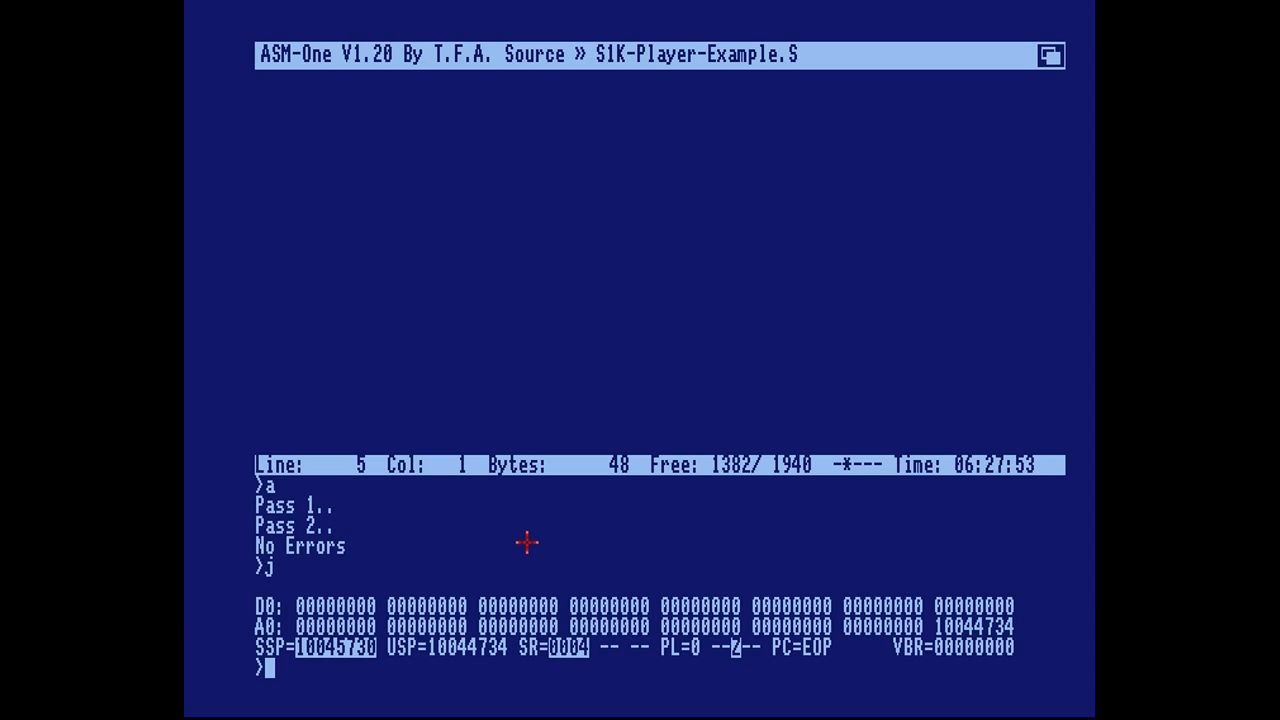 ASM-One V1.20 By T.F.A. Source » S1K-Player-Example.S
Line: 5 Col: 1 Bytes: 48 Free: 1382/ 1940 -*--- Time: 06:27:53
>a
Pass 1..
Pass 2..
No Errors
>j
D0: 00000000 00000000 00000000 00000000 00000000 00000000 00000000 00000000
A0: 00000000 00000000 00000000 00000000 00000000 00000000 00000000 10044734
SSP=10045730 USP=10044734 SR=0004 -- -- PL=0 --Z-- PC=EOP VBR=00000000
>